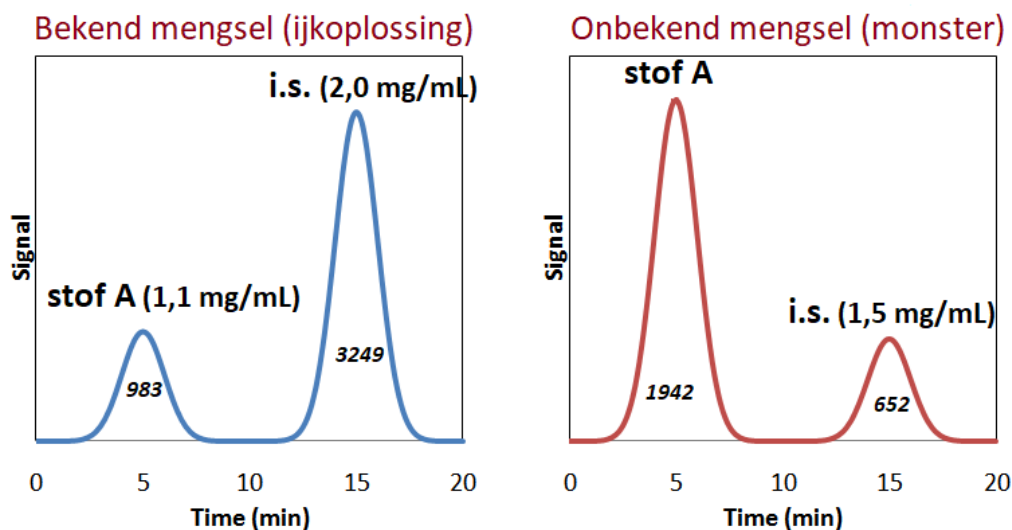 Bekend mengsel (ijkoplossing)
i.s. (2,0 mg/mL)
Signal
stof A (1,1 mg/mL)
983
3249
0 5 10 15 20
Time (min)
Onbekend mengsel (monster)
stof A
Signal
i.s. (1,5 mg/mL)
1942
652
0 5 10 15 20
Time (min)